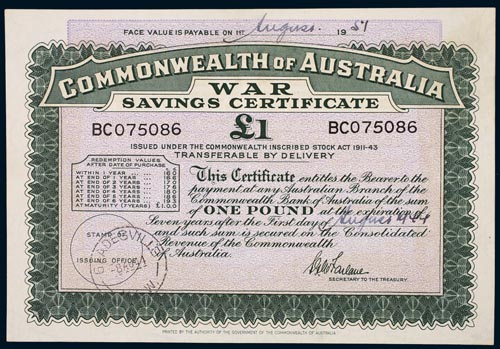 FACE VALUE IS PAYABLE ON 1ST August. 1951
COMMONWEALTH OF AUSTRALIA
WAR
SAVINGS CERTIFICATE
BC075086 £1 BC075086
ISSUED UNDER THE COMMONWEALTH INSCRIBED STOCK ACT 1911-43
TRANSFERABLE BY DELIVERY
REDEMPTION VALUES
AFTER DATE OF PURCHASE
WITHIN 1 YEAR
AT END OF 1 YEAR
AT END OF 2 YEARS
AT END OF 3 YEARS
AT END OF 4 YEARS
AT END OF 5 YEARS
AT END OF 6 YEARS
AT MATURITY (7 YEARS) £1.0.0
This Certificate entitles the Bearer to the
payment at any Australian Branch of the
Commonwealth Bank of Australia of the sum
of ONE POUND at the expiration of
Seven years after the First day of August 1944
and such sum is secured on the Consolidated
Revenue of the Commonwealth
of Australia.
STAMP OF
ISSUING OFFICE
GLADESVILLE
SECRETARY TO THE TREASURY.
PRINTED BY THE AUTHORITY OF THE GOVERNMENT OF THE COMMONWEALTH OF AUSTRALIA